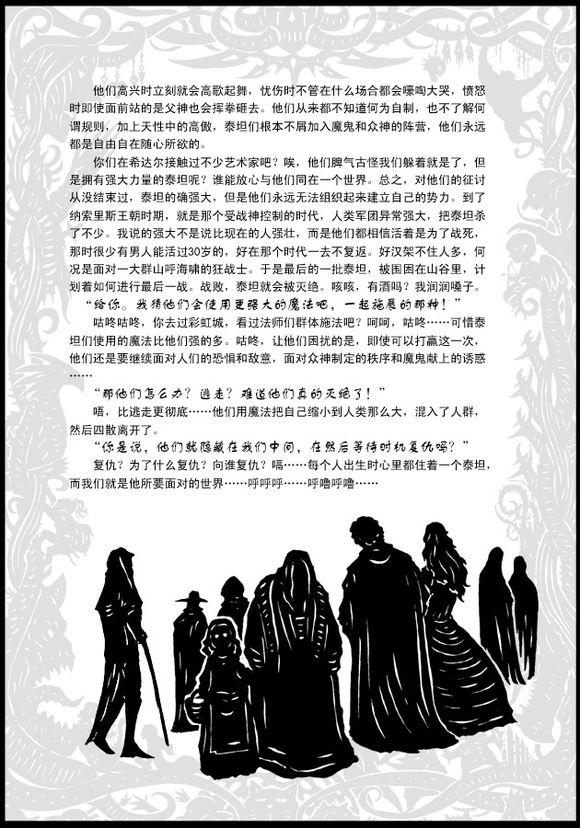 他们高兴时立刻就会高歌起舞，忧伤时不管在什么场合都会嚎啕大哭，愤怒
时即使面前站的是父神也会挥拳砸去。他们从来都不知道何为自制，也不了解何
谓规则，加上天性中的高傲，泰坦们根本不屑加入魔鬼和众神的阵营，他们永远
都是自由自在随心所欲的。
你们在希达尔接触过不少艺术家吧？唉，他们脾气古怪我们躲着就是了，但
是拥有强大力量的泰坦呢？谁能放心与他们同在一个世界。总之，对他们的征讨
从没结束过，泰坦的确强大，但是他们永远无法组织起来建立自己的势力。到了
纳索里斯王朝时期，就是那个受战神控制的时代，人类军团异常强大，把泰坦杀
了不少。我说的强大不是说比现在的人强壮，而是他们都相信活着是为了战死，
那时很少有男人能活过30岁的，好在那个时代一去不复返。好汉架不住人多，何
况是面对一大群山呼海啸的狂战士。于是最后的一批泰坦，被围困在山谷里，计
划着如何进行最后一战。战败，泰坦就会被灭绝。咳咳，有酒吗？我润润嗓子。
“给你。我猜他们会使用更强大的魔法吧，一起施展的那种！”
咕咚咕咚，你去过彩虹城，看过法师们群体施法吧？呵呵，咕咚……可惜泰
坦们使用的魔法比他们强的多。咕咚，让他们困扰的是，即使可以打赢这一次，
他们还是要继续面对人们的恐惧和敌意，面对众神制定的秩序和魔鬼献上的诱惑
……
“那他们怎么办？逃走？难道他们真的灭绝了！”
唔，比逃走更彻底……他们用魔法把自己缩小到人类那么大，混入了人群，
然后四散离开了。
“你是说，他们就隐藏在我们中间，在然后等待时机复仇吗？”
复仇？为了什么复仇？向谁复仇？嗝……每个人出生时心里都住着一个泰坦，
而我们就是他所要面对的世界……呼呼呼……呼噜呼噜……